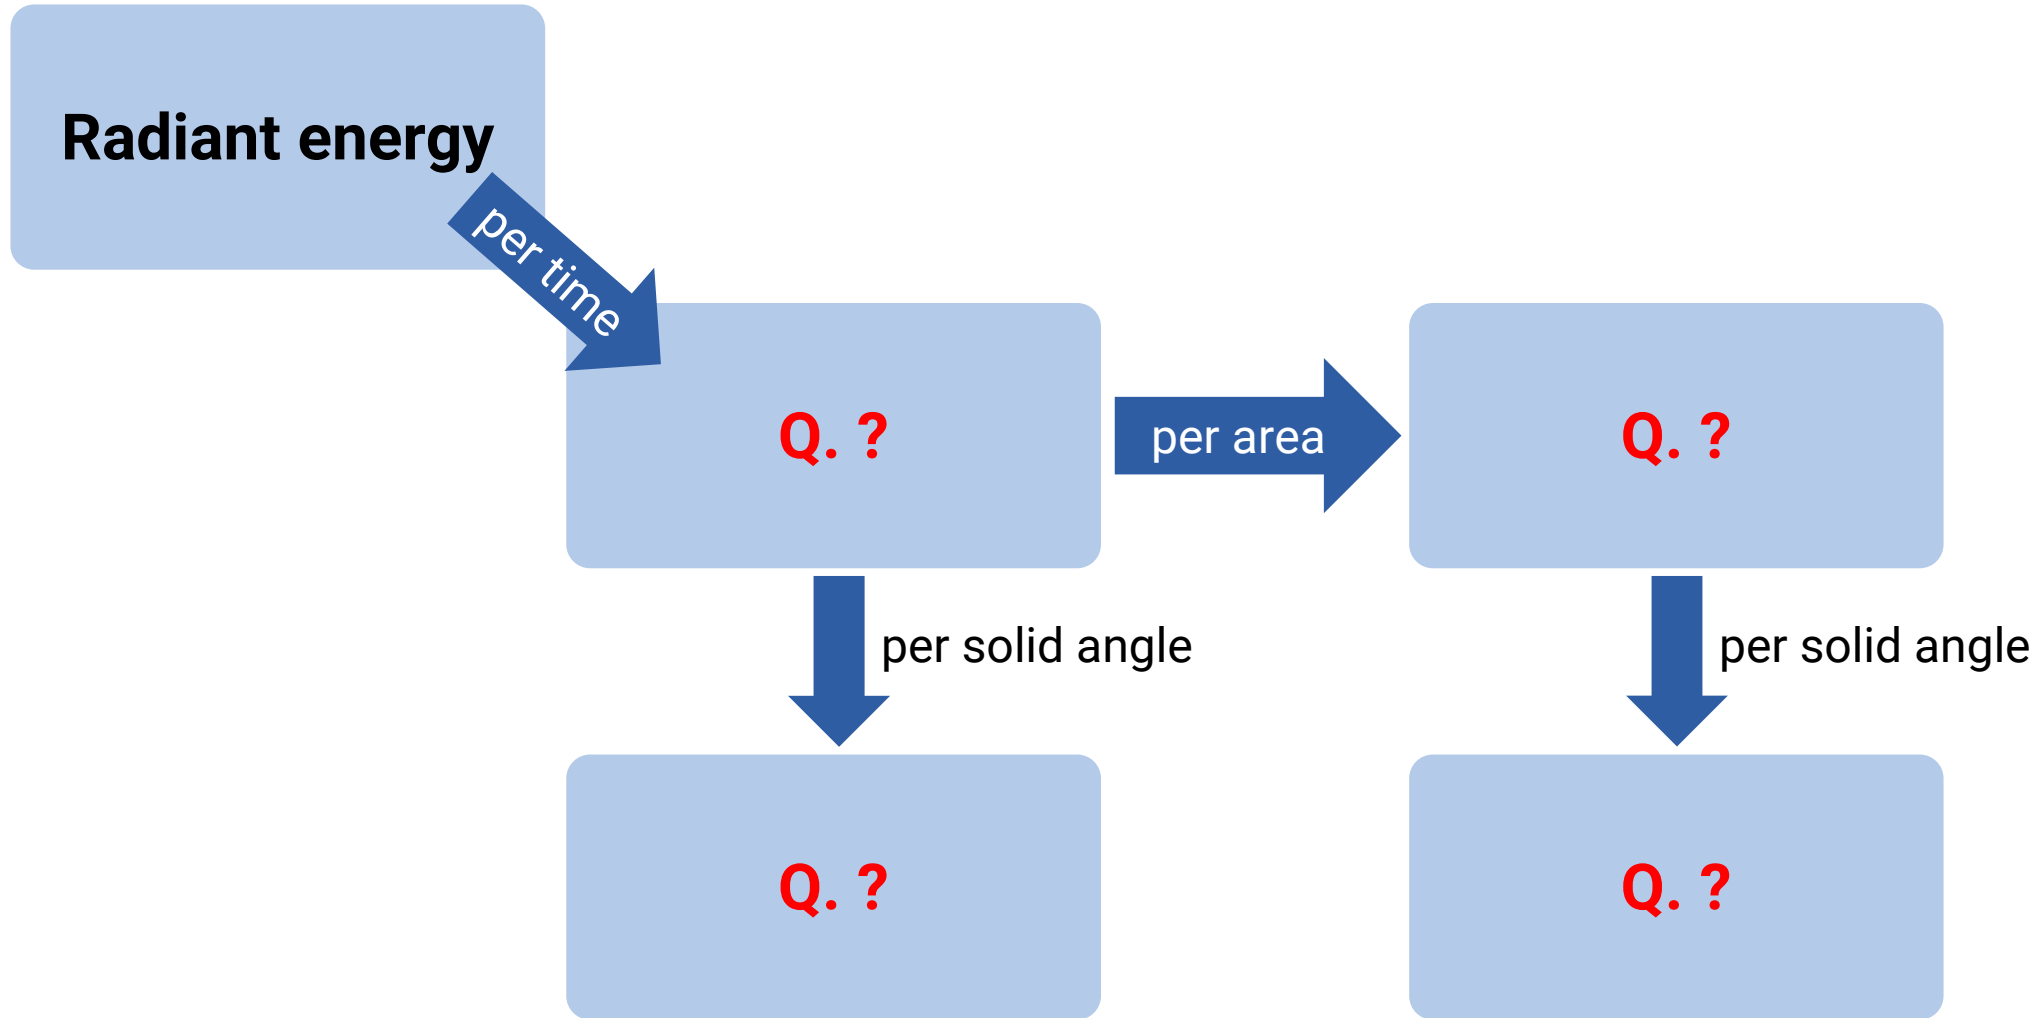 Radiant energy
per time
Q. ?
per area
Q. ?
per solid angle
per solid angle
Q. ?
Q. ?